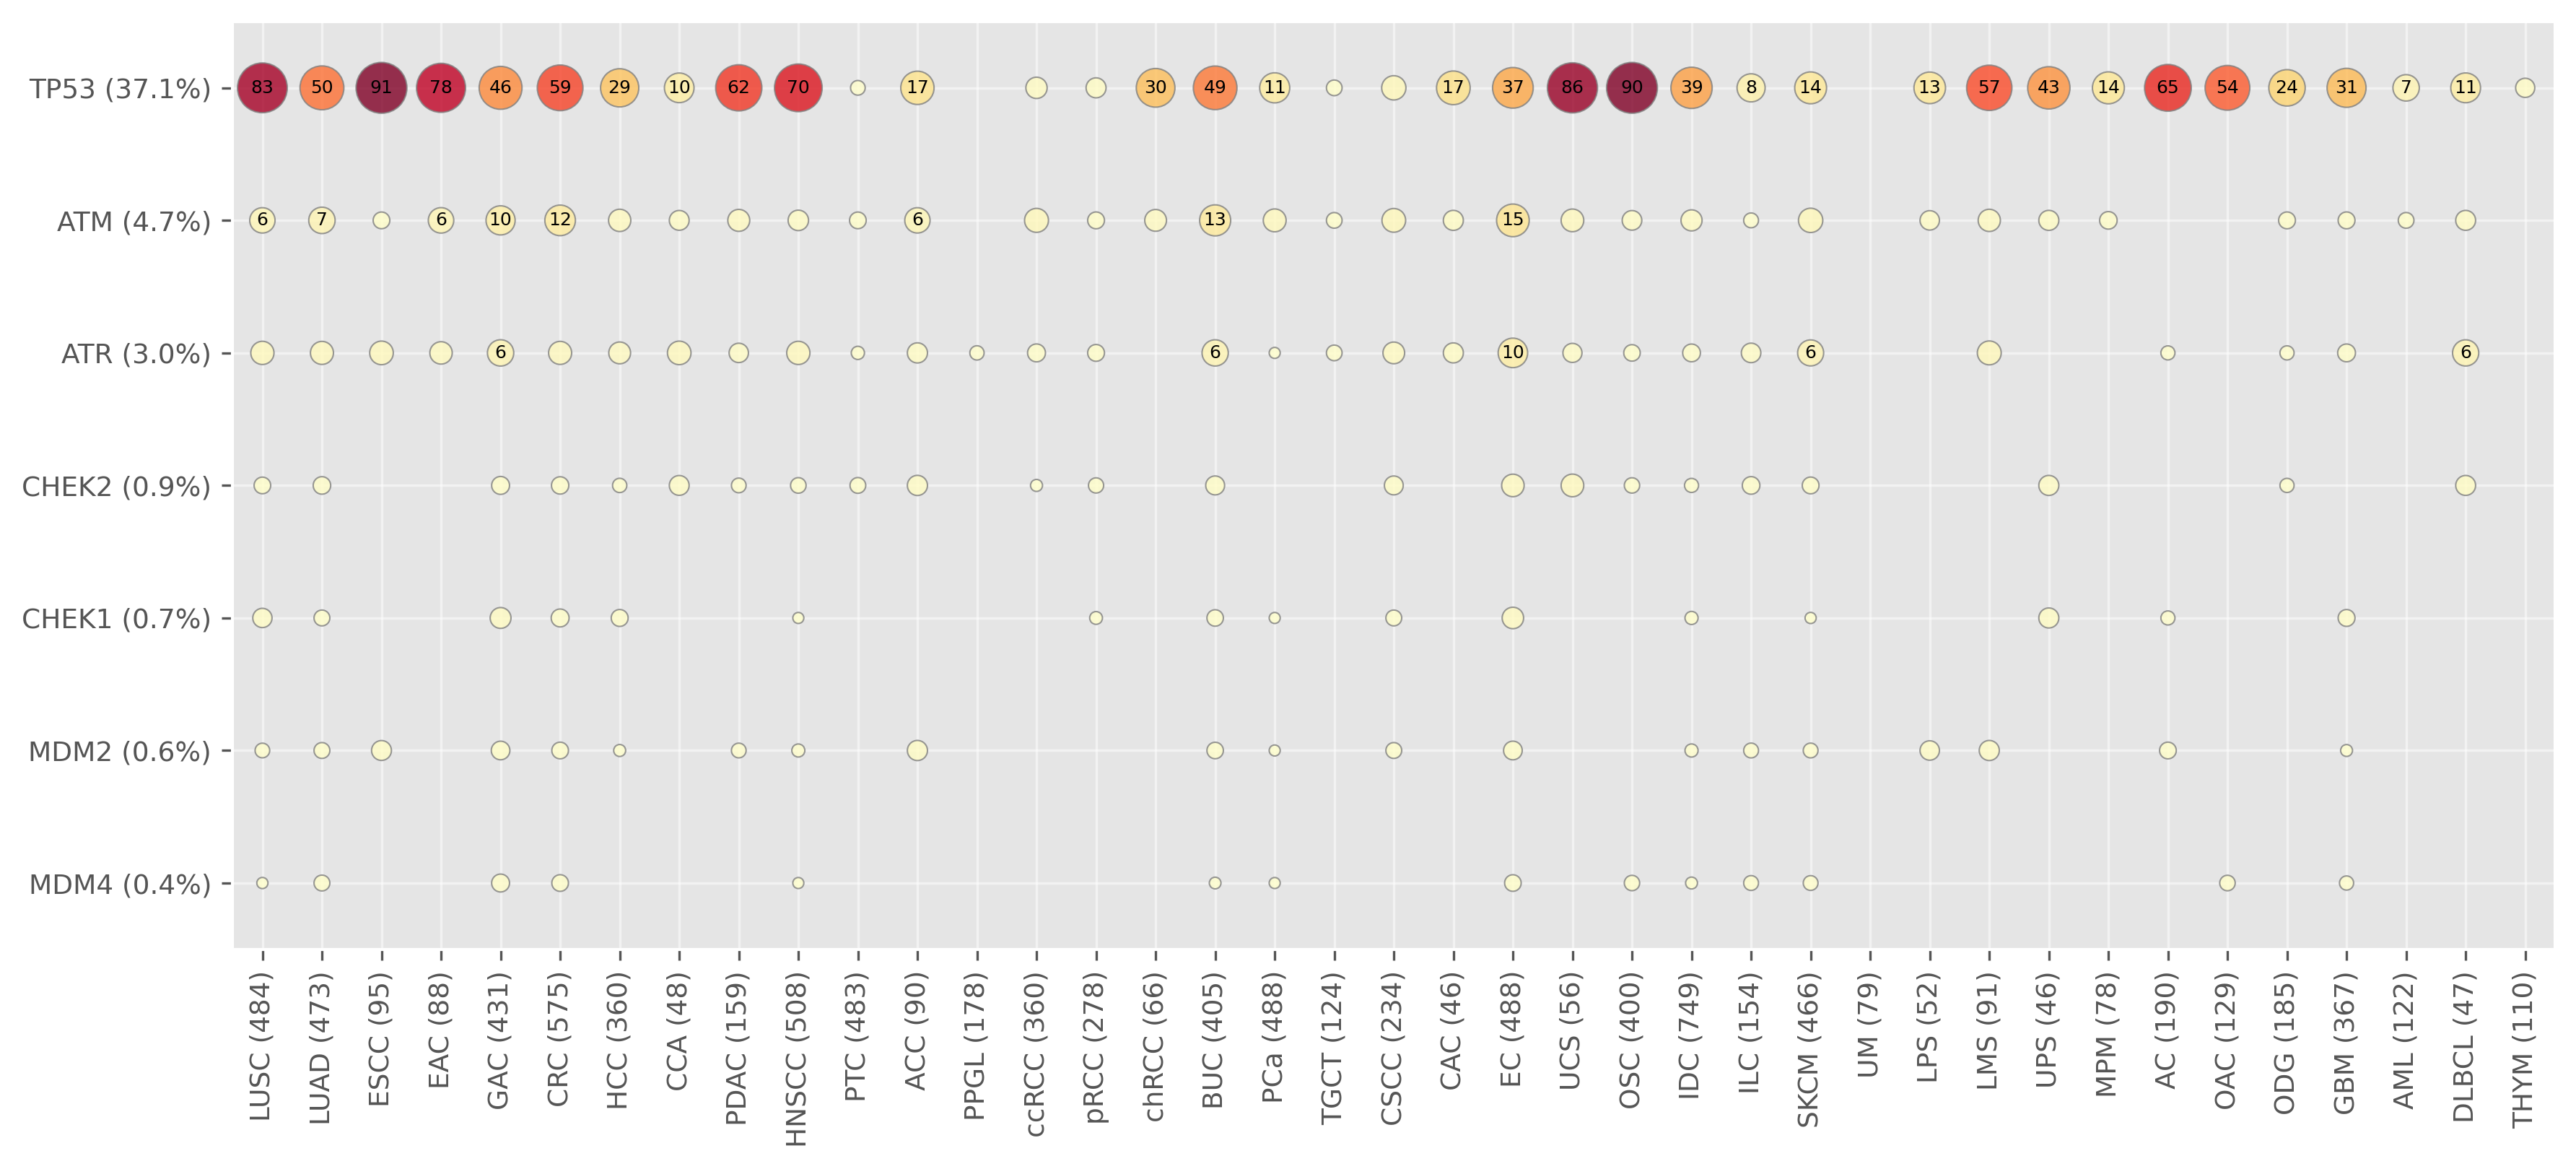 TP53 (37.1%) 83 50 91 78 46 59 29 10 62 70 17 30 49 11 17 37 86 90 39 8 14 13 57 43 14 65 54 24 31 7 11
ATM (4.7%) 6 7 6 10 12 6 13 15
ATR (3.0%) 6 6 10 6 6
CHEK2 (0.9%)
CHEK1 (0.7%)
MDM2 (0.6%)
MDM4 (0.4%)
LUSC (484)
LUAD (473)
ESCC (95)
EAC (88)
GAC (431)
CRC (575)
HCC (360)
CCA (48)
PDAC (159)
HNSCC (508)
PTC (483)
ACC (90)
PPGL (178)
ccRCC (360)
pRCC (278)
chRCC (66)
BUC (405)
PCa (488)
TGCT (124)
CSCC (234)
CAC (46)
EC (488)
UCS (56)
OSC (400)
IDC (749)
ILC (154)
SKCM (466)
UM (79)
LPS (52)
LMS (91)
UPS (46)
MPM (78)
AC (190)
OAC (129)
ODG (185)
GBM (367)
AML (122)
DLBCL (47)
THYM (110)